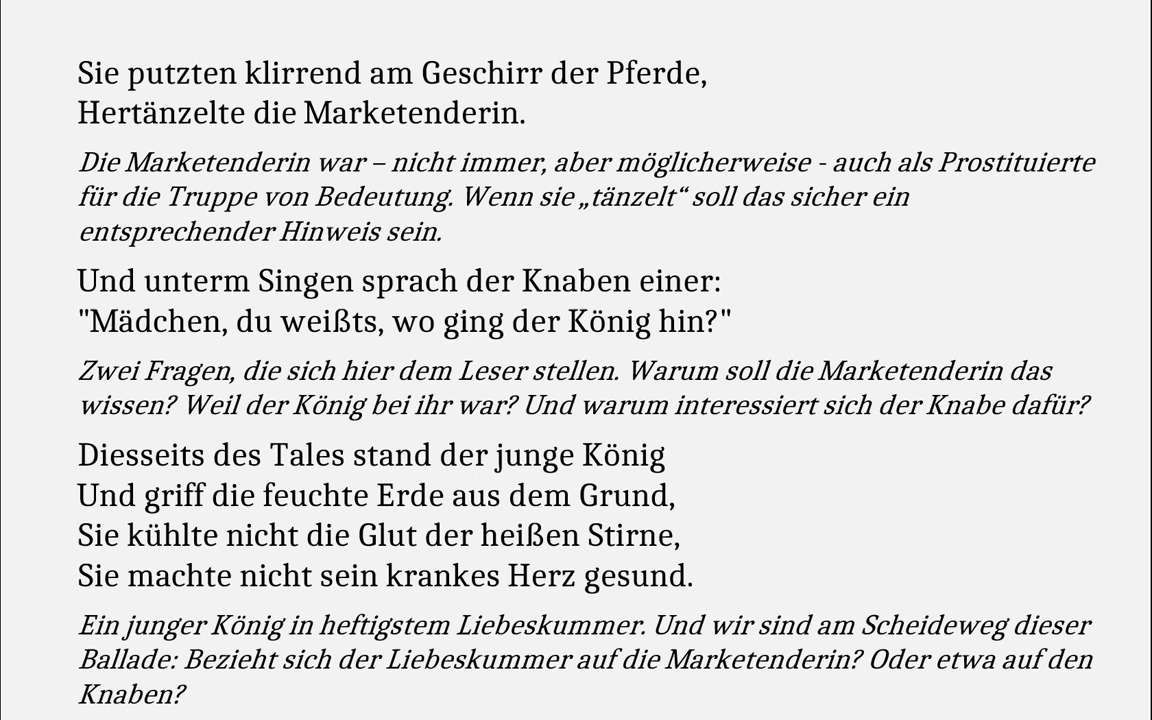 Sie putzten klirrend am Geschirr der Pferde,
Hertänzelte die Marketenderin.
Die Marketenderin war – nicht immer, aber möglicherweise - auch als Prostituierte
für die Truppe von Bedeutung. Wenn sie „tänzelt“ soll das sicher ein
entsprechender Hinweis sein.
Und unterm Singen sprach der Knaben einer:
"Mädchen, du weißts, wo ging der König hin?"
Zwei Fragen, die sich hier dem Leser stellen. Warum soll die Marketenderin das
wissen? Weil der König bei ihr war? Und warum interessiert sich der Knabe dafür?
Diesseits des Tales stand der junge König
Und griff die feuchte Erde aus dem Grund,
Sie kühlte nicht die Glut der heißen Stirne,
Sie machte nicht sein krankes Herz gesund.
Ein junger König in heftigstem Liebeskummer. Und wir sind am Scheideweg dieser
Ballade: Bezieht sich der Liebeskummer auf die Marketenderin? Oder etwa auf den
Knaben?